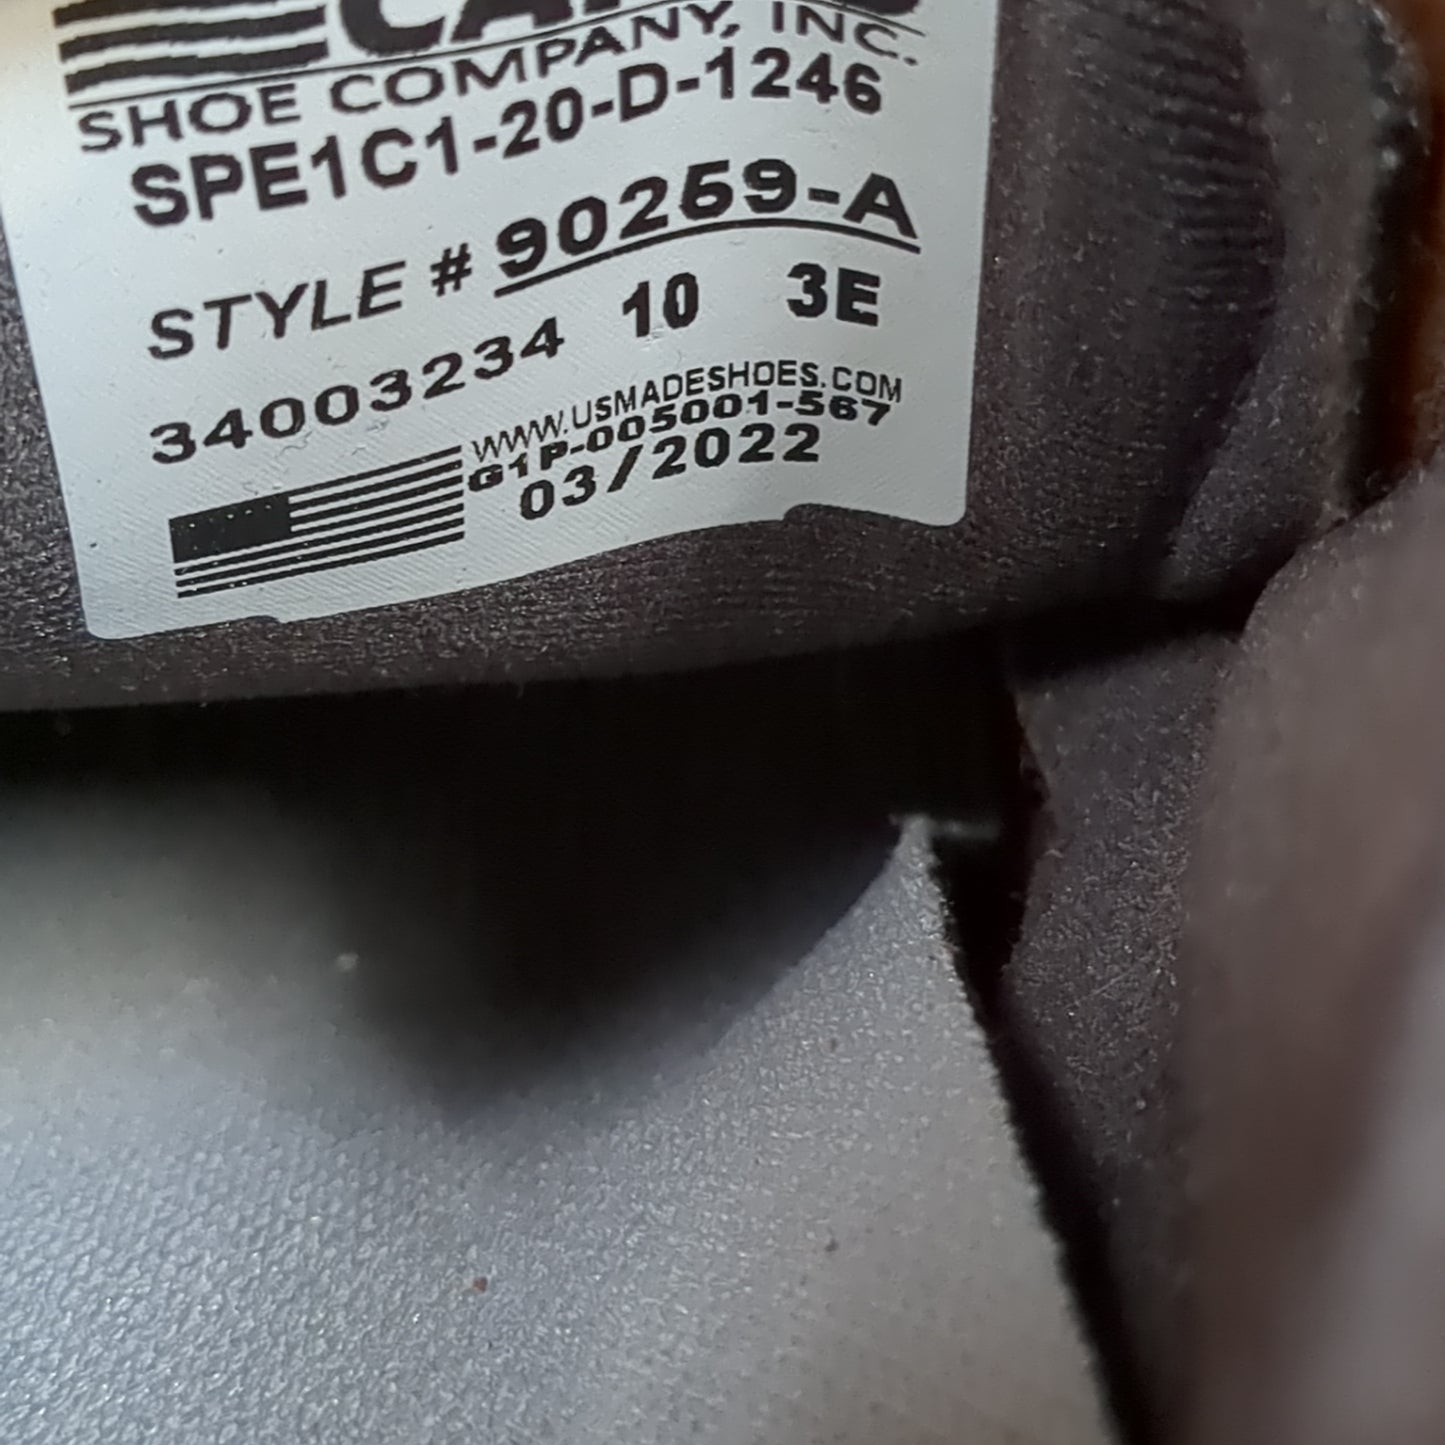 SHOE COMPANY, INC.
SPE1C1-20-D-1246
STYLE # 90259-A
34003234 10 3E
WWW.USMADESHOES.COM
G1P-005001-567
03/2022